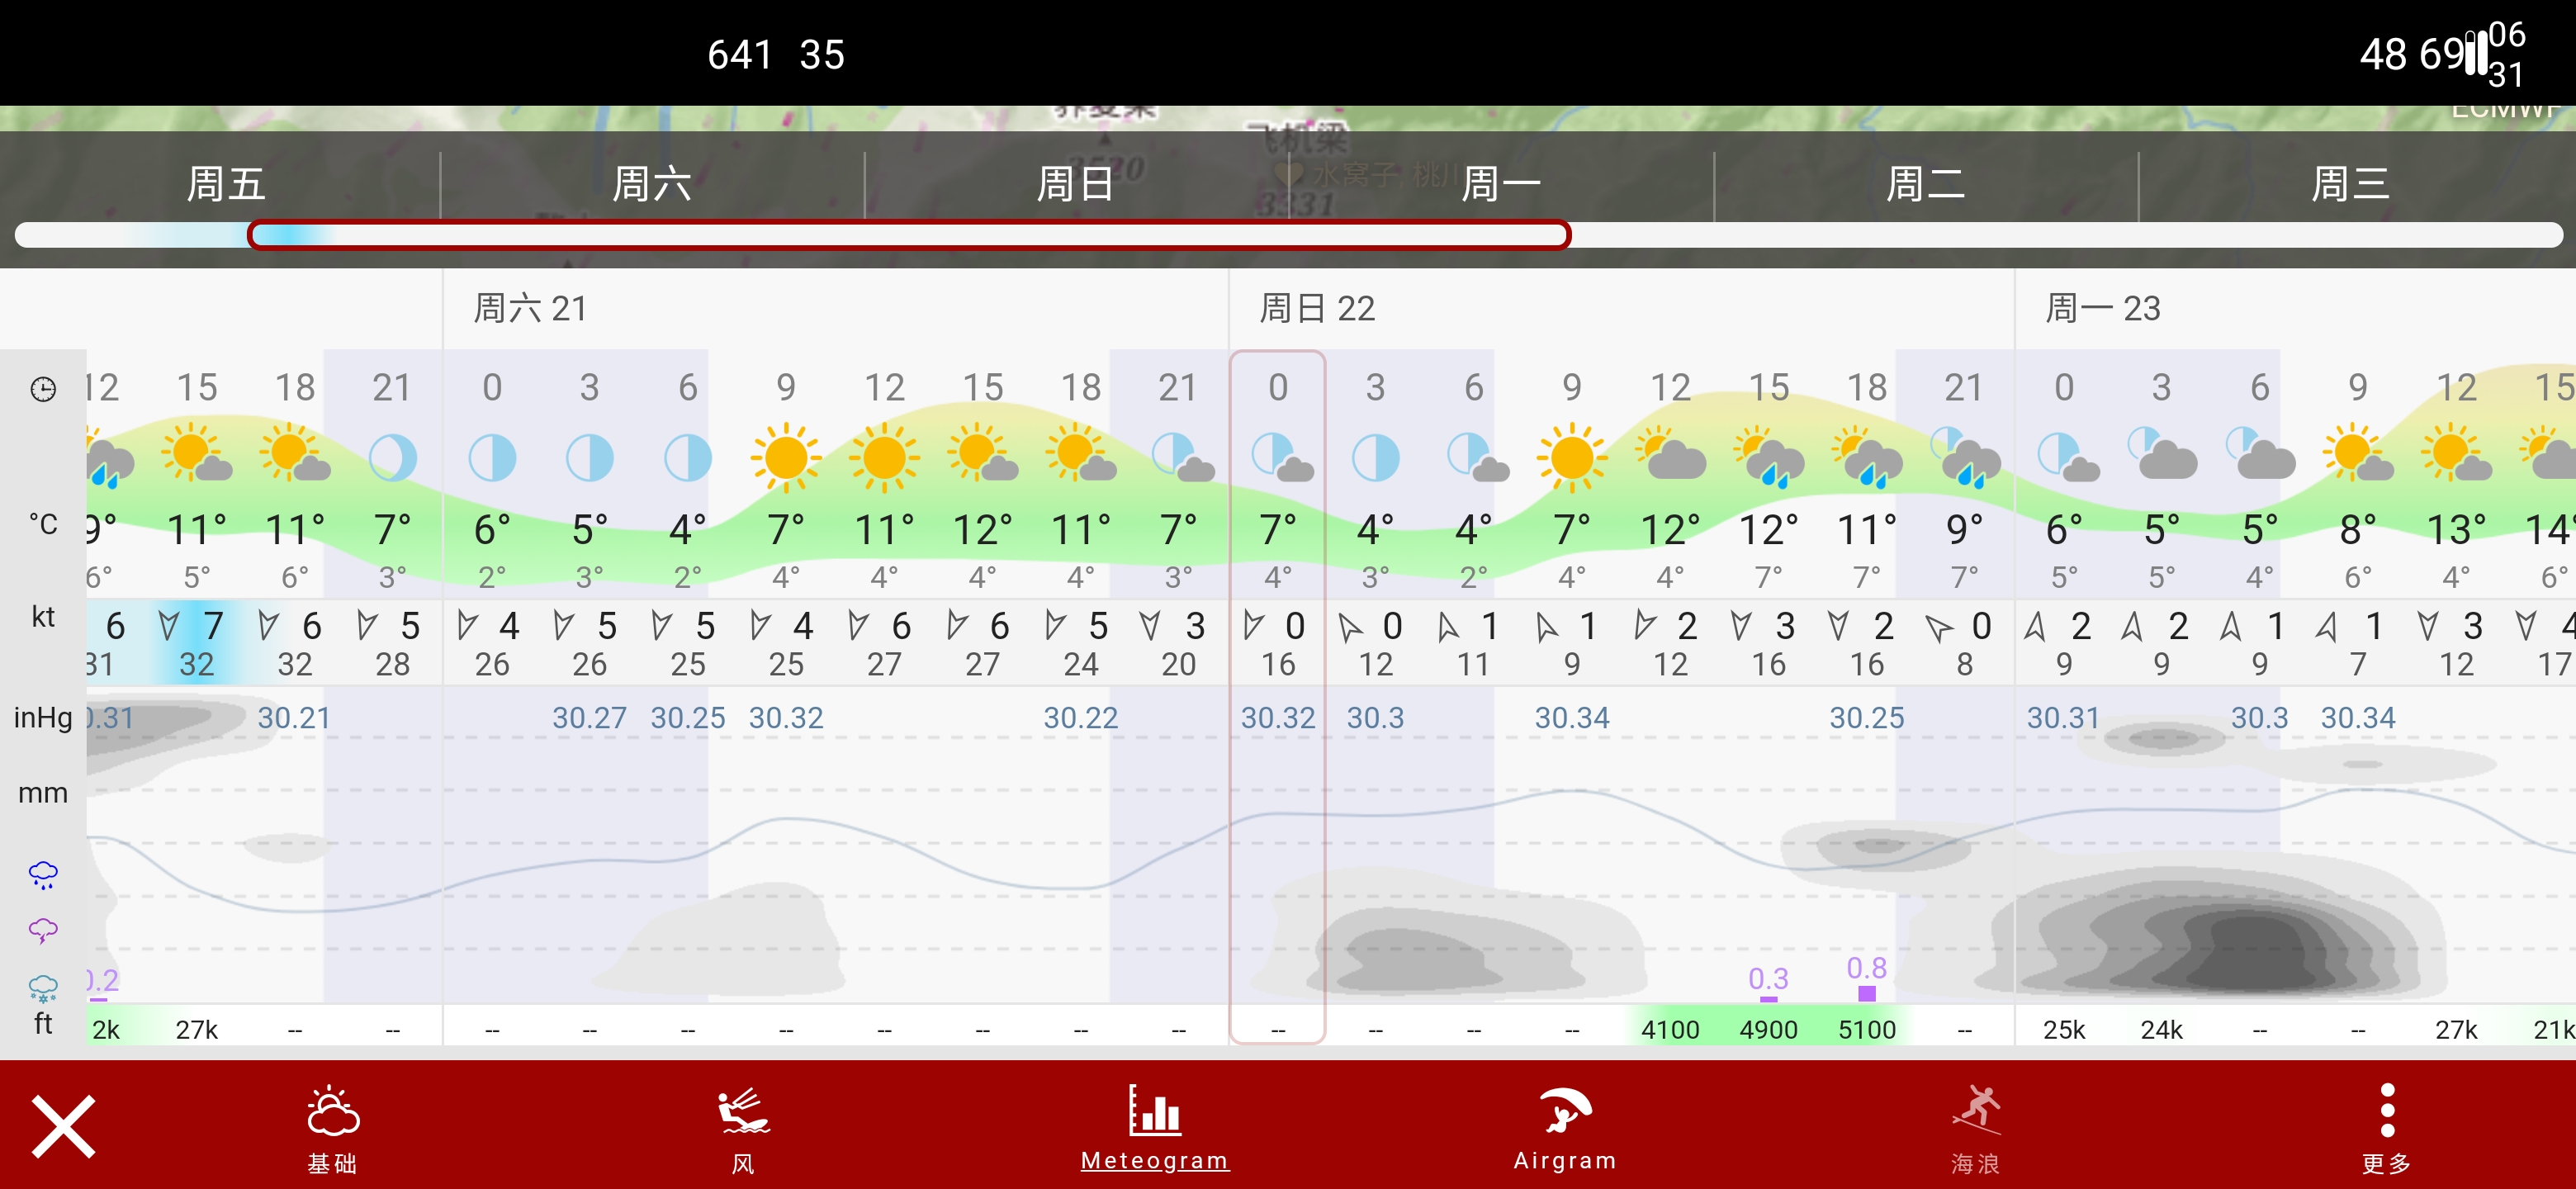 641 35
48 69 06
31
ECMWF
飞机梁
3520
水窝子, 桃川
3331
周五 周六 周日 周一 周二 周三
周六 21 周日 22 周一 23
12 15 18 21 0 3 6 9 12 15 18 21 0 3 6 9 12 15 18 21 0 3 6 9 12 15
°C 9° 11° 11° 7° 6° 5° 4° 7° 11° 12° 11° 7° 7° 4° 4° 7° 12° 12° 11° 9° 6° 5° 5° 8° 13° 14°
6° 5° 6° 3° 2° 3° 2° 4° 4° 4° 4° 3° 4° 3° 2° 4° 4° 7° 7° 7° 5° 5° 4° 6° 4° 6°
kt 6 7 6 5 4 5 5 4 6 6 5 3 0 0 1 1 2 3 2 0 2 2 1 1 3 4
31 32 32 28 26 26 25 25 27 27 24 20 16 12 11 9 12 16 16 8 9 9 9 7 12 17
inHg 0.31 30.21 30.27 30.25 30.32 30.22 30.32 30.3 30.34 30.25 30.31 30.3 30.34
mm
0.2 0.3 0.8
ft 2k 27k -- -- -- -- -- -- -- -- -- -- -- -- -- -- 4100 4900 5100 -- 25k 24k -- -- 27k 21k
基础 风 Meteogram Airgram 海浪 更多